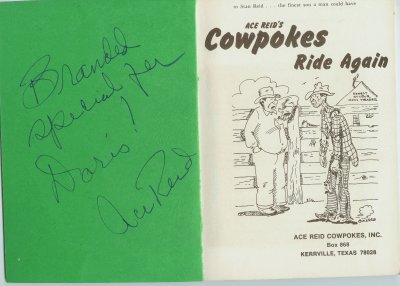 Branded
special for
Doris!
Ace Reid
to Stan Reid . . . the finest son a man could have
ACE REID'S
Cowpokes
Ride Again
ACE REID COWPOKES, INC.
Box 868
KERRVILLE, TEXAS 78028